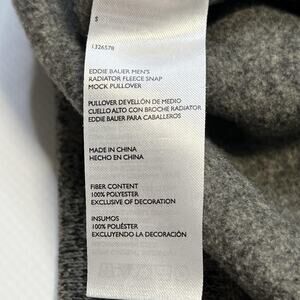 S
1326578
EDDIE BAUER MEN'S
RADIATOR FLEECE SNAP
MOCK PULLOVER
PULLOVER DE VELLÓN DE MEDIO
CUELLO ALTO CON BROCHE RADIATOR
EDDIE BAUER PARA CABALLEROS
MADE IN CHINA
HECHO EN CHINA
FIBER CONTENT
100% POLYESTER
EXCLUSIVE OF DECORATION
INSUMOS
100% POLIÉSTER
EXCLUYENDO LA DECORACIÓN